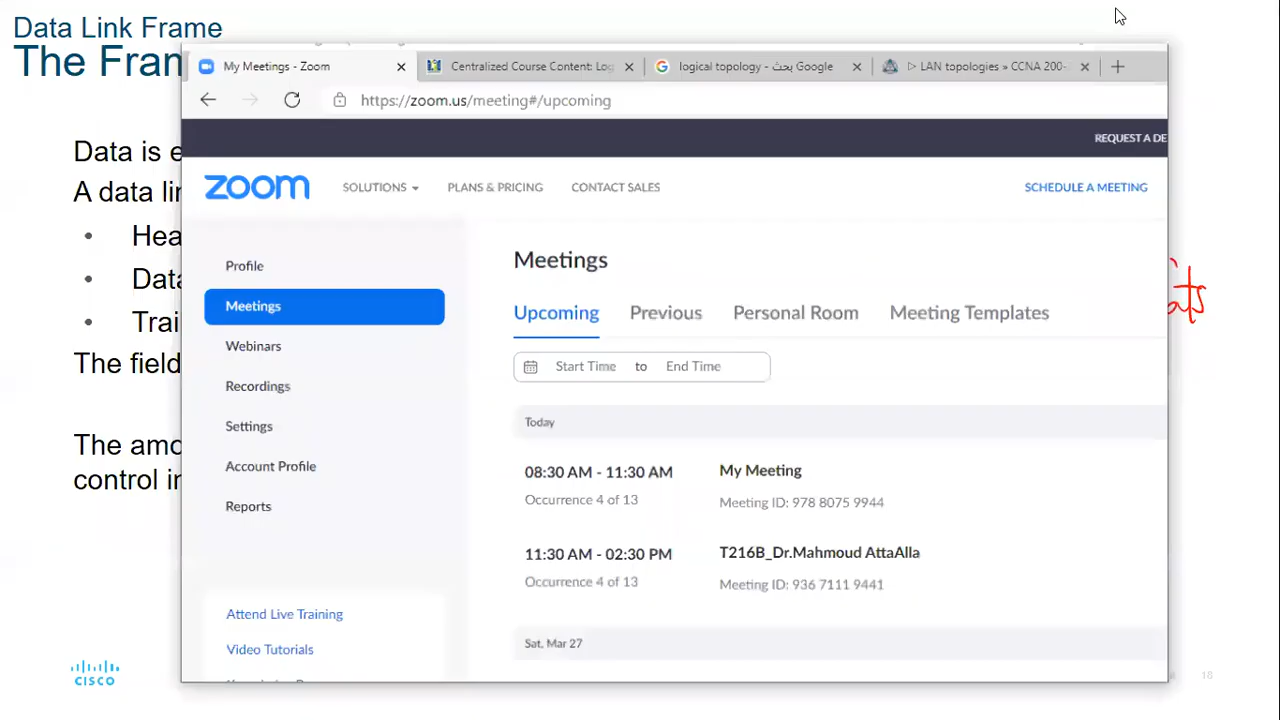 Data Link Frame
The Fram
My Meetings - Zoom
Centralized Course Content: Log
logical topology - بحث Google
LAN topologies » CCNA 200-
https://zoom.us/meeting#/upcoming
REQUEST A DE
zoom
SOLUTIONS
PLANS & PRICING
CONTACT SALES
SCHEDULE A MEETING
Data is e
A data lin
• Hea
• Data
• Trai
The field
The amo
control in
Profile
Meetings
Webinars
Recordings
Settings
Account Profile
Reports
Attend Live Training
Video Tutorials
Meetings
Upcoming Previous Personal Room Meeting Templates
Start Time to End Time
Today
08:30 AM - 11:30 AM My Meeting
Occurrence 4 of 13 Meeting ID: 978 8075 9944
11:30 AM - 02:30 PM T216B_Dr.Mahmoud AttaAlla
Occurrence 4 of 13 Meeting ID: 936 7111 9441
Sat, Mar 27
CISCO
18